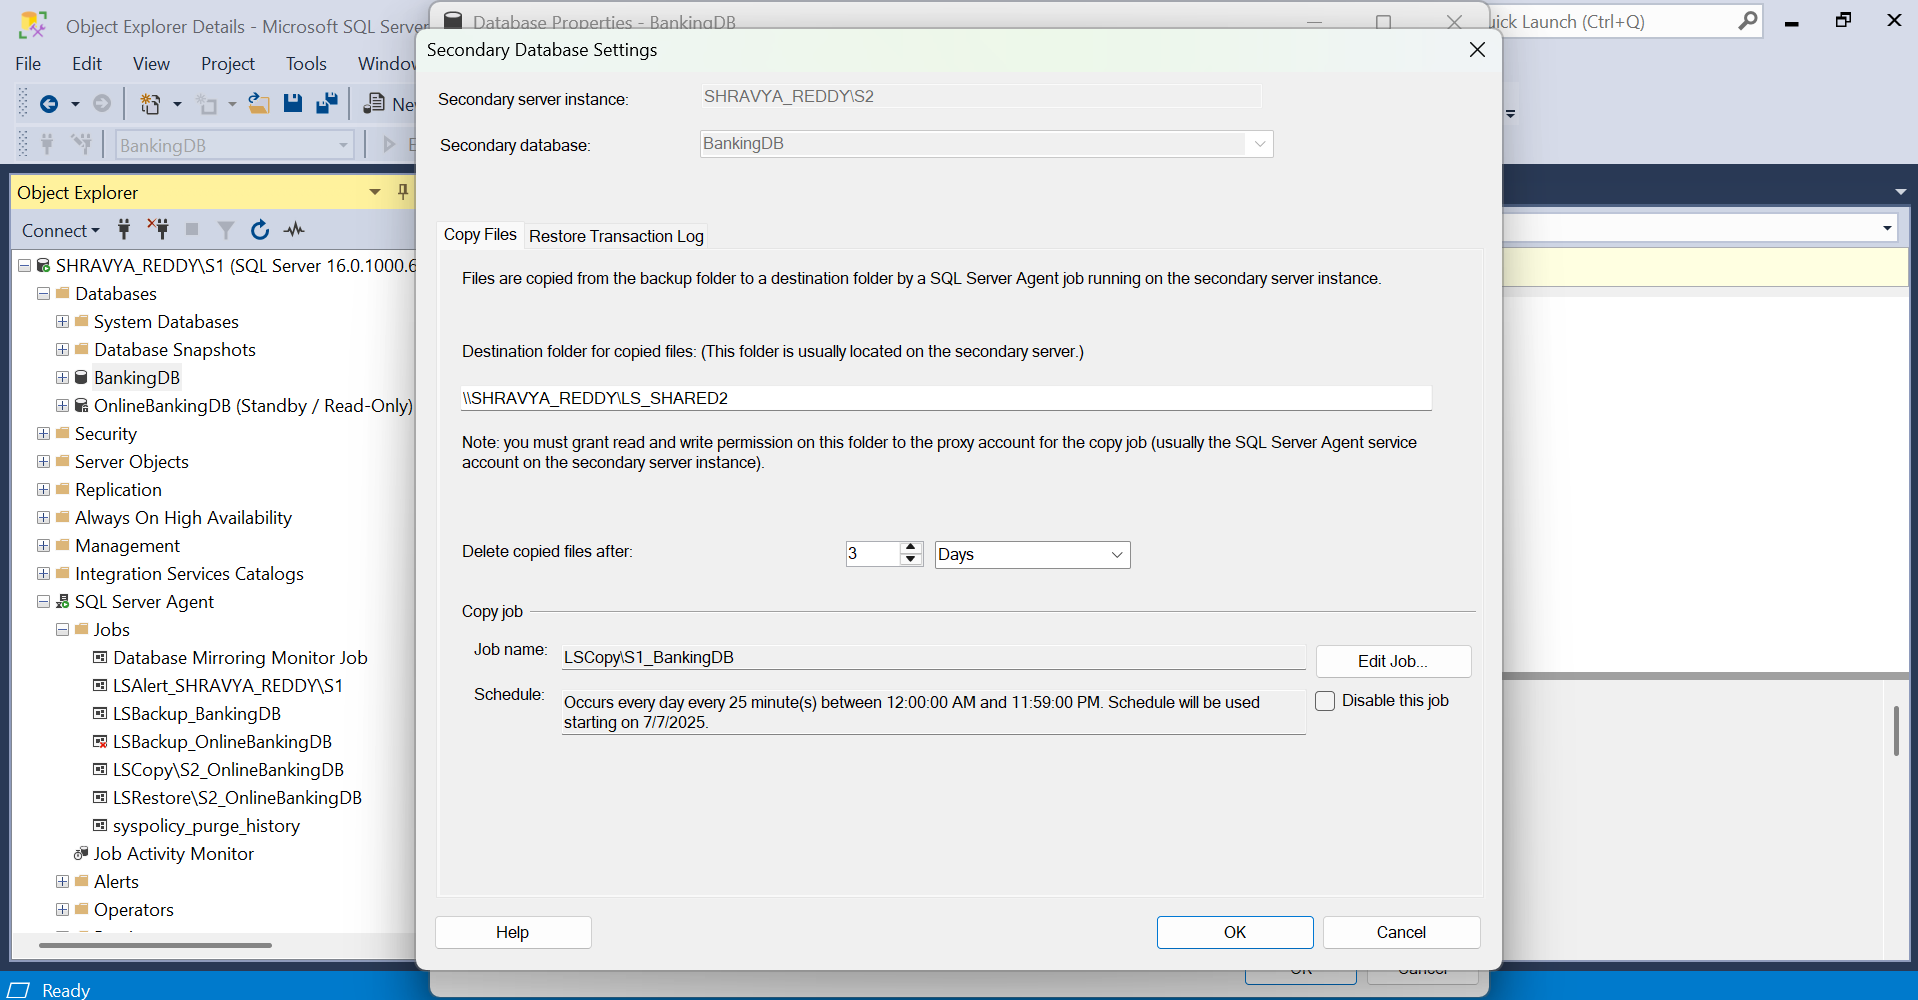 Object Explorer Details - Microsoft SQL Server
Database Properties - BankingDB
Quick Launch (Ctrl+Q)
File Edit View Project Tools Window
New
BankingDB
Secondary Database Settings
Secondary server instance: SHRAVYA_REDDY\S2
Secondary database: BankingDB
Copy Files Restore Transaction Log
Files are copied from the backup folder to a destination folder by a SQL Server Agent job running on the secondary server instance.
Destination folder for copied files: (This folder is usually located on the secondary server.)
\\SHRAVYA_REDDY\LS_SHARED2
Note: you must grant read and write permission on this folder to the proxy account for the copy job (usually the SQL Server Agent service
account on the secondary server instance).
Delete copied files after: 3 Days
Copy job
Job name: LSCopy\S1_BankingDB Edit Job...
Schedule: Occurs every day every 25 minute(s) between 12:00:00 AM and 11:59:00 PM. Schedule will be used
starting on 7/7/2025.
Disable this job
Help OK Cancel
OK Cancel
Object Explorer
Connect
SHRAVYA_REDDY\S1 (SQL Server 16.0.1000.6
Databases
System Databases
Database Snapshots
BankingDB
OnlineBankingDB (Standby / Read-Only)
Security
Server Objects
Replication
Always On High Availability
Management
Integration Services Catalogs
SQL Server Agent
Jobs
Database Mirroring Monitor Job
LSAlert_SHRAVYA_REDDY\S1
LSBackup_BankingDB
LSBackup_OnlineBankingDB
LSCopy\S2_OnlineBankingDB
LSRestore\S2_OnlineBankingDB
syspolicy_purge_history
Job Activity Monitor
Alerts
Operators
Ready